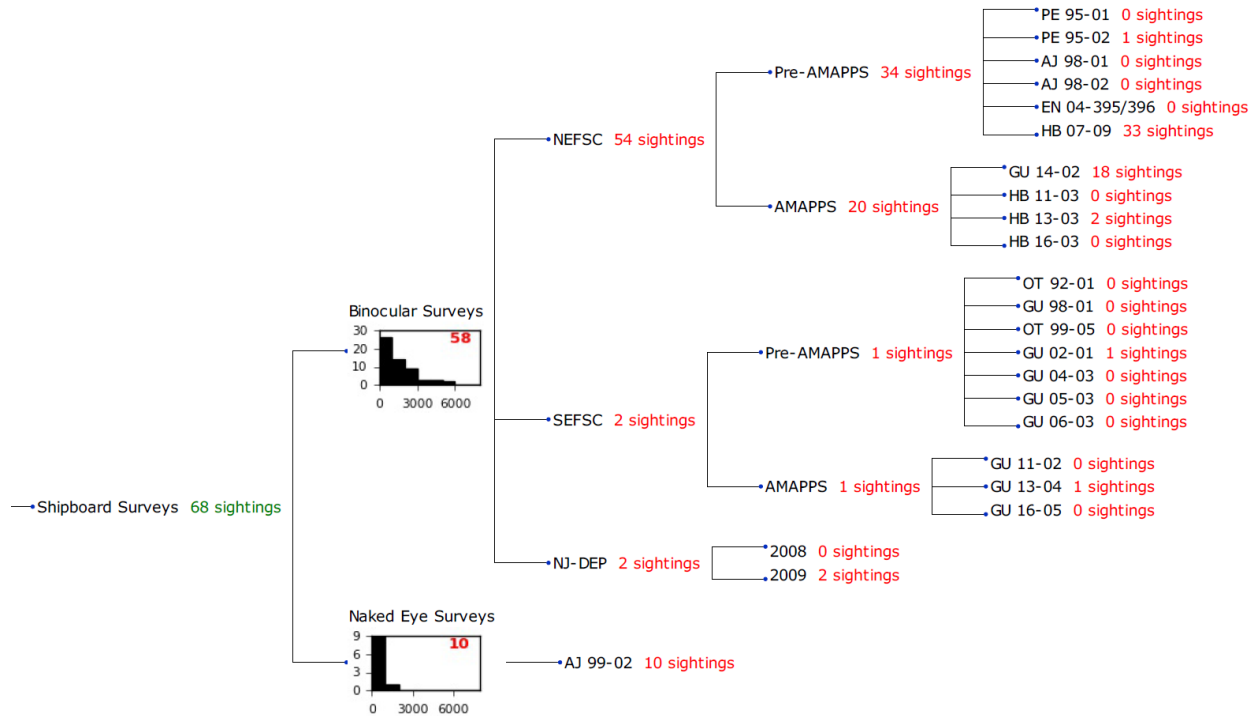 Shipboard Surveys 68 sightings
Binocular Surveys
58
30
20
10
0
0 3000 6000
NEFSC 54 sightings
Pre-AMAPPS 34 sightings
PE 95-01 0 sightings
PE 95-02 1 sightings
AJ 98-01 0 sightings
AJ 98-02 0 sightings
EN 04-395/396 0 sightings
HB 07-09 33 sightings
AMAPPS 20 sightings
GU 14-02 18 sightings
HB 11-03 0 sightings
HB 13-03 2 sightings
HB 16-03 0 sightings
SEFSC 2 sightings
Pre-AMAPPS 1 sightings
OT 92-01 0 sightings
GU 98-01 0 sightings
OT 99-05 0 sightings
GU 02-01 1 sightings
GU 04-03 0 sightings
GU 05-03 0 sightings
GU 06-03 0 sightings
AMAPPS 1 sightings
GU 11-02 0 sightings
GU 13-04 1 sightings
GU 16-05 0 sightings
NJ-DEP 2 sightings
2008 0 sightings
2009 2 sightings
Naked Eye Surveys
10
9
6
3
0
0 3000 6000
AJ 99-02 10 sightings